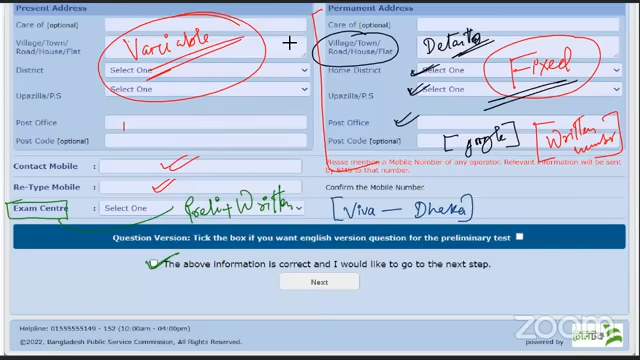 Present Address
Permanent Address
Care of [optional] :
Care of [optional] :
Village/Town/
Road/House/Flat :
Variable
Village/Town/
Road/House/Flat :
Details
District : Select One
Home District : Select One
Fixed
Upazilla/P.S : Select One
Upazilla/P.S : Select One
Post Office :
Post Office :
Post Code [optional] :
Post Code [optional] :
[google]
[Written number]
Contact Mobile :
Please mention a Mobile Number of any operator. Relevant information will be
sent by SMS to that number.
Re-Type Mobile :
Confirm the Mobile Number.
Exam Centre : Select One
Preli + Written
[Viva — Dhaka]
Question Version: Tick the box if you want english version question for the preliminary test
The above information is correct and I would like to go to the next step.
Next
Helpline: 01555555149 - 152 (10:00am - 04:00pm)
©2022, Bangladesh Public Service Commission, All Rights Reserved.
powered by
zoom